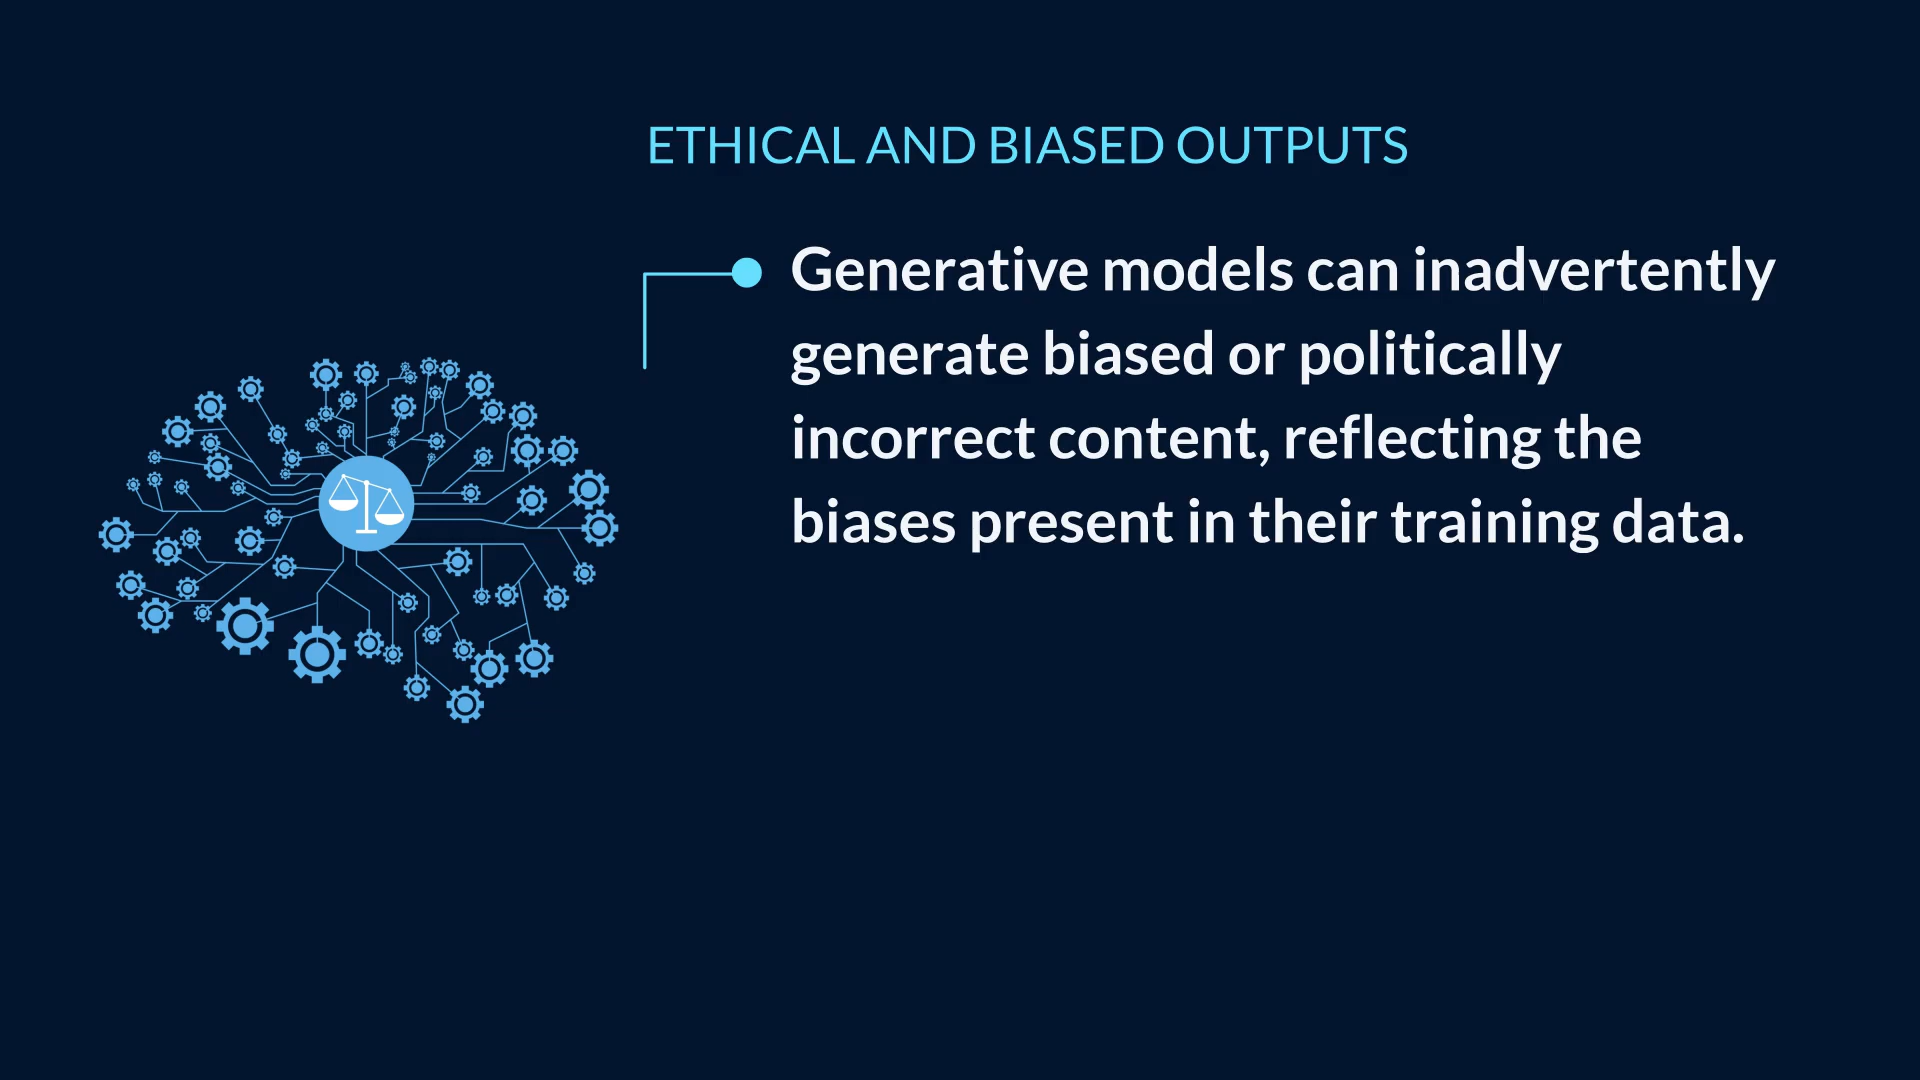 ETHICAL AND BIASED OUTPUTS
Generative models can inadvertently
generate biased or politically
incorrect content, reflecting the
biases present in their training data.